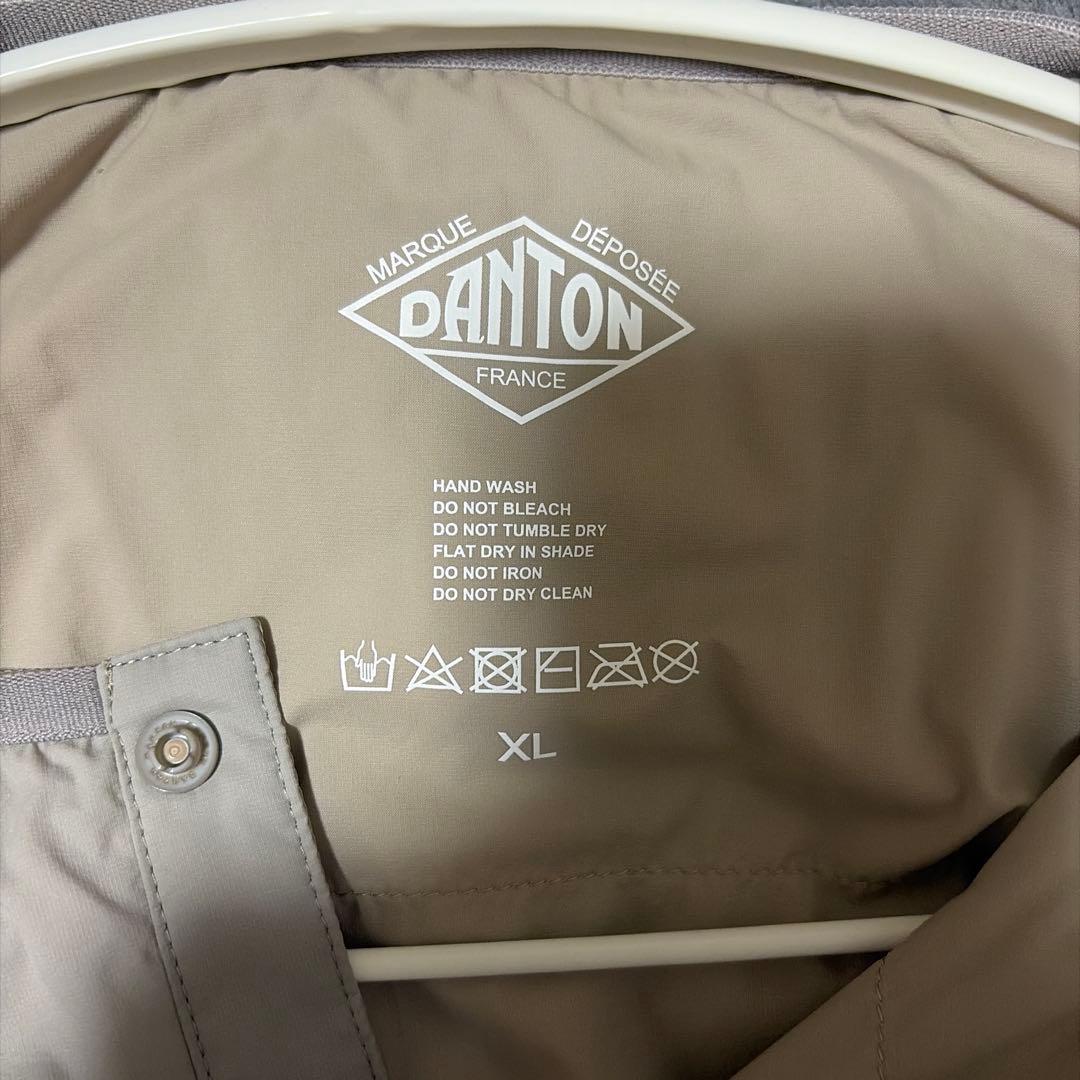 MARQUE DÉPOSÉE
DANTON
FRANCE
HAND WASH
DO NOT BLEACH
DO NOT TUMBLE DRY
FLAT DRY IN SHADE
DO NOT IRON
DO NOT DRY CLEAN
XL